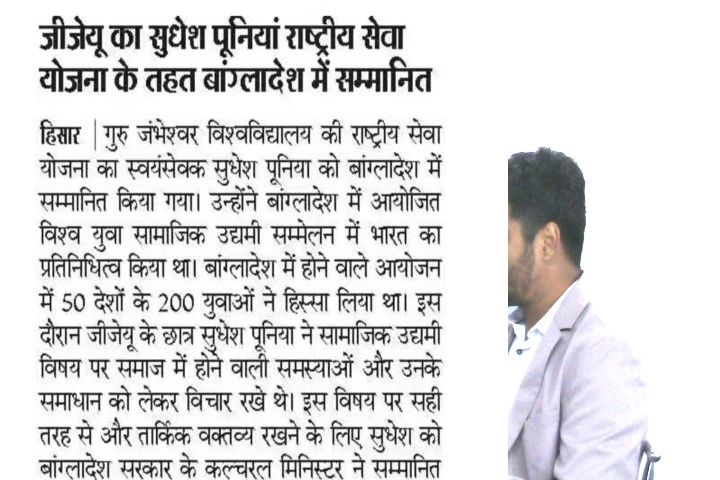 जीजेयू का सुधेश पूनियां राष्ट्रीय सेवा
योजना के तहत बांग्लादेश में सम्मानित
हिसार | गुरु जंभेश्वर विश्वविद्यालय की राष्ट्रीय सेवा
योजना का स्वयंसेवक सुधेश पूनिया को बांग्लादेश में
सम्मानित किया गया। उन्होंने बांग्लादेश में आयोजित
विश्व युवा सामाजिक उद्यमी सम्मेलन में भारत का
प्रतिनिधित्व किया था। बांग्लादेश में होने वाले आयोजन
में 50 देशों के 200 युवाओं ने हिस्सा लिया था। इस
दौरान जीजेयू के छात्र सुधेश पूनिया ने सामाजिक उद्यमी
विषय पर समाज में होने वाली समस्याओं और उनके
समाधान को लेकर विचार रखे थे। इस विषय पर सही
तरह से और तार्किक वक्तव्य रखने के लिए सुधेश को
बांग्लादेश सरकार के कल्चरल मिनिस्टर ने सम्मानित